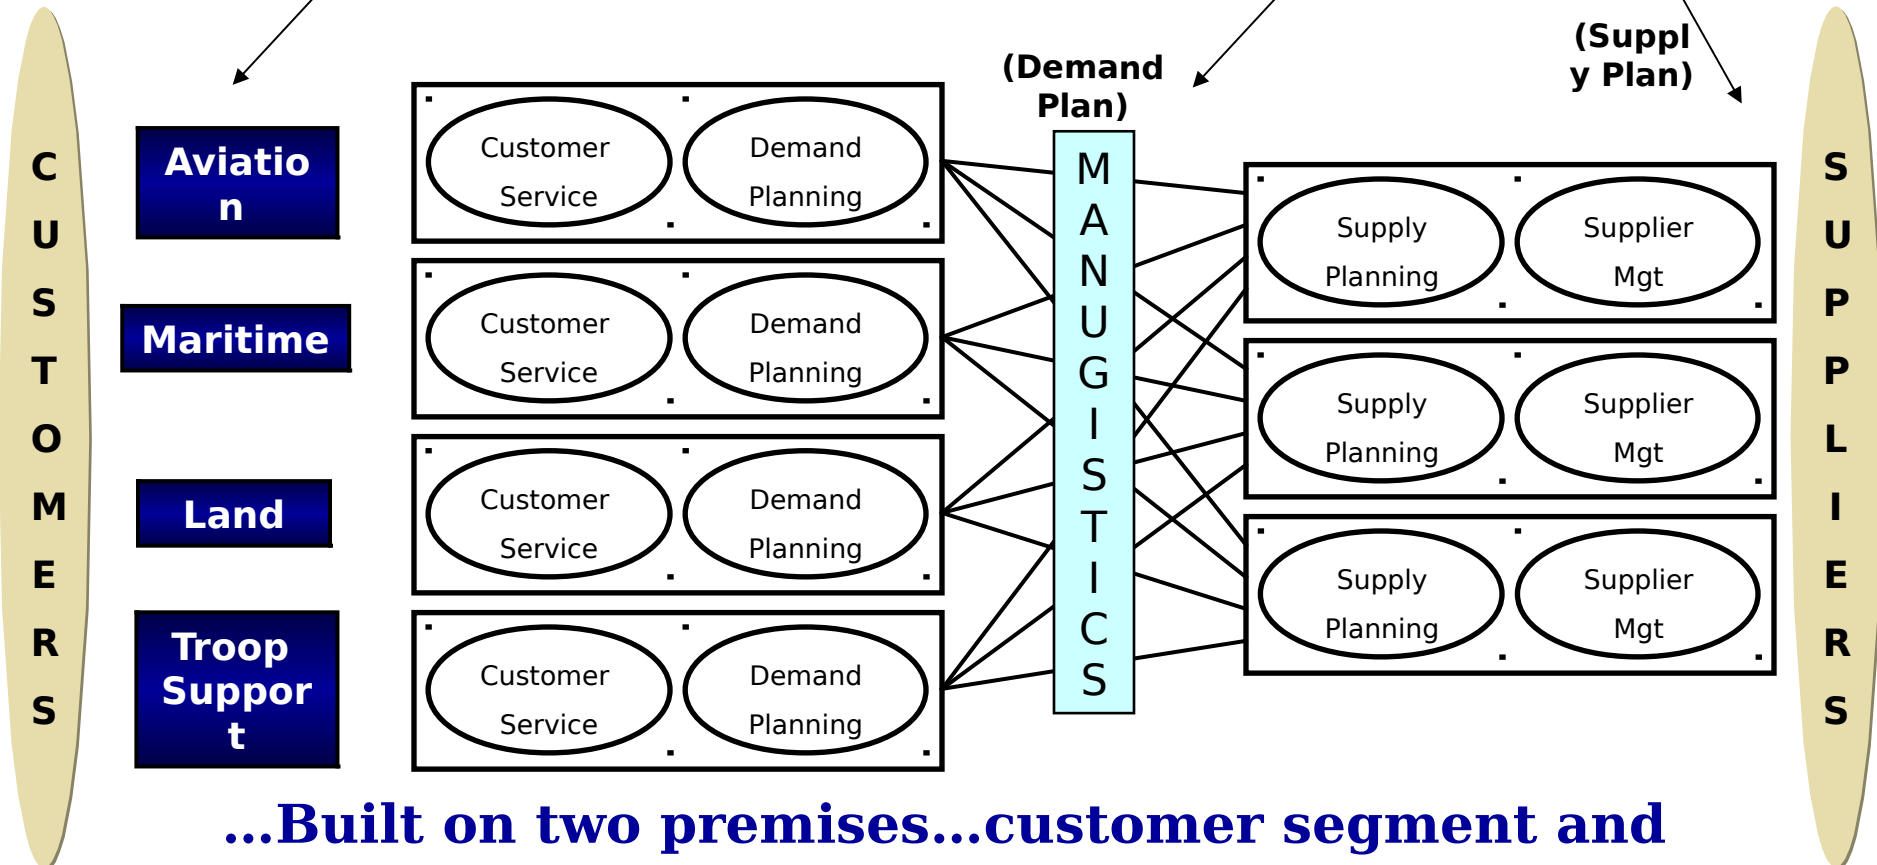 (Suppl
y Plan)
(Demand
Plan)
C
U
S
T
O
M
E
R
S
Aviatio
n
Maritime
Land
Troop
Suppor
t
Customer
Service
Demand
Planning
Customer
Service
Demand
Planning
Customer
Service
Demand
Planning
Customer
Service
Demand
Planning
M
A
N
U
G
I
S
T
I
C
S
Supply
Planning
Supplier
Mgt
Supply
Planning
Supplier
Mgt
Supply
Planning
Supplier
Mgt
S
U
P
P
L
I
E
R
S
...Built on two premises...customer segment and